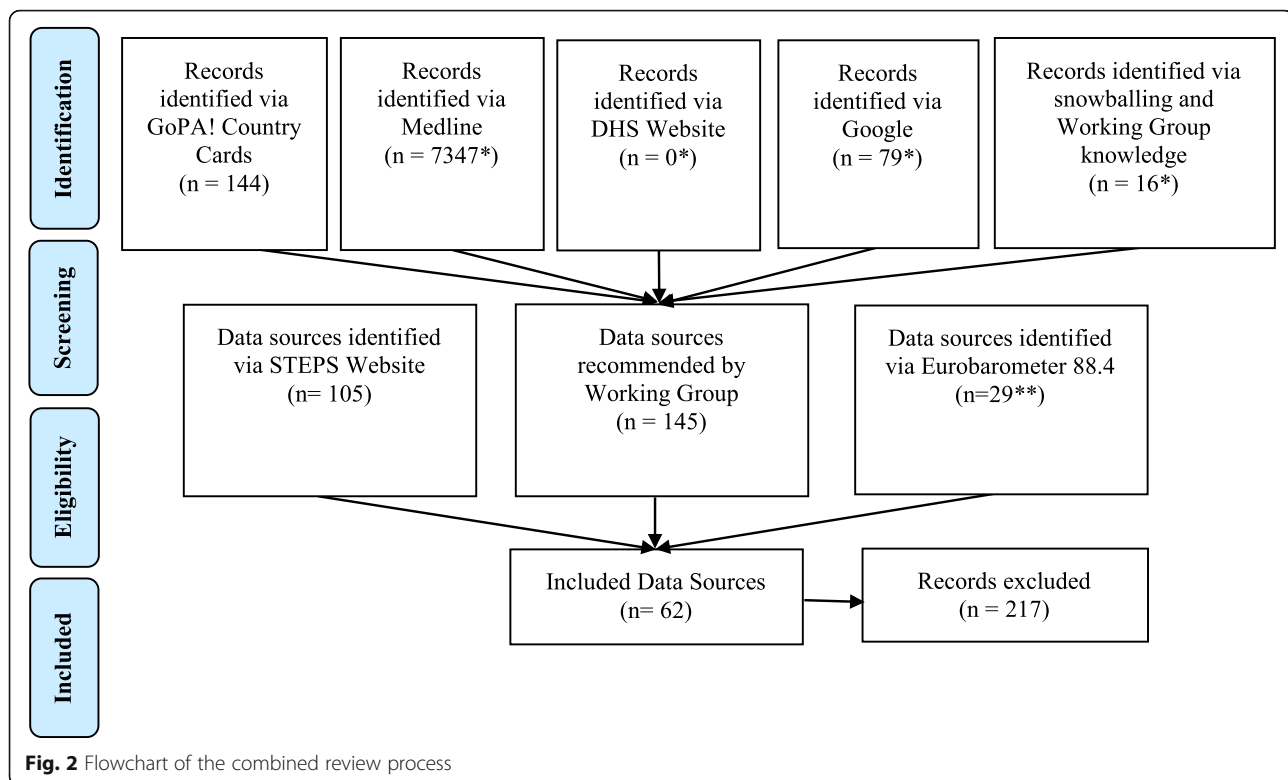 Identification
Records
identified via
GoPA! Country
Cards
(n = 144)
Records
identified via
Medline
(n = 7347*)
Records
identified via
DHS Website
(n = 0*)
Records
identified via
Google
(n = 79*)
Records identified via
snowballing and
Working Group
knowledge
(n = 16*)
Screening
Data sources identified
via STEPS Website
(n= 105)
Data sources
recommended by
Working Group
(n = 145)
Data sources identified
via Eurobarometer 88.4
(n=29**)
Eligibility
Included
Included Data Sources
(n= 62)
Records excluded
(n = 217)
Fig. 2 Flowchart of the combined review process